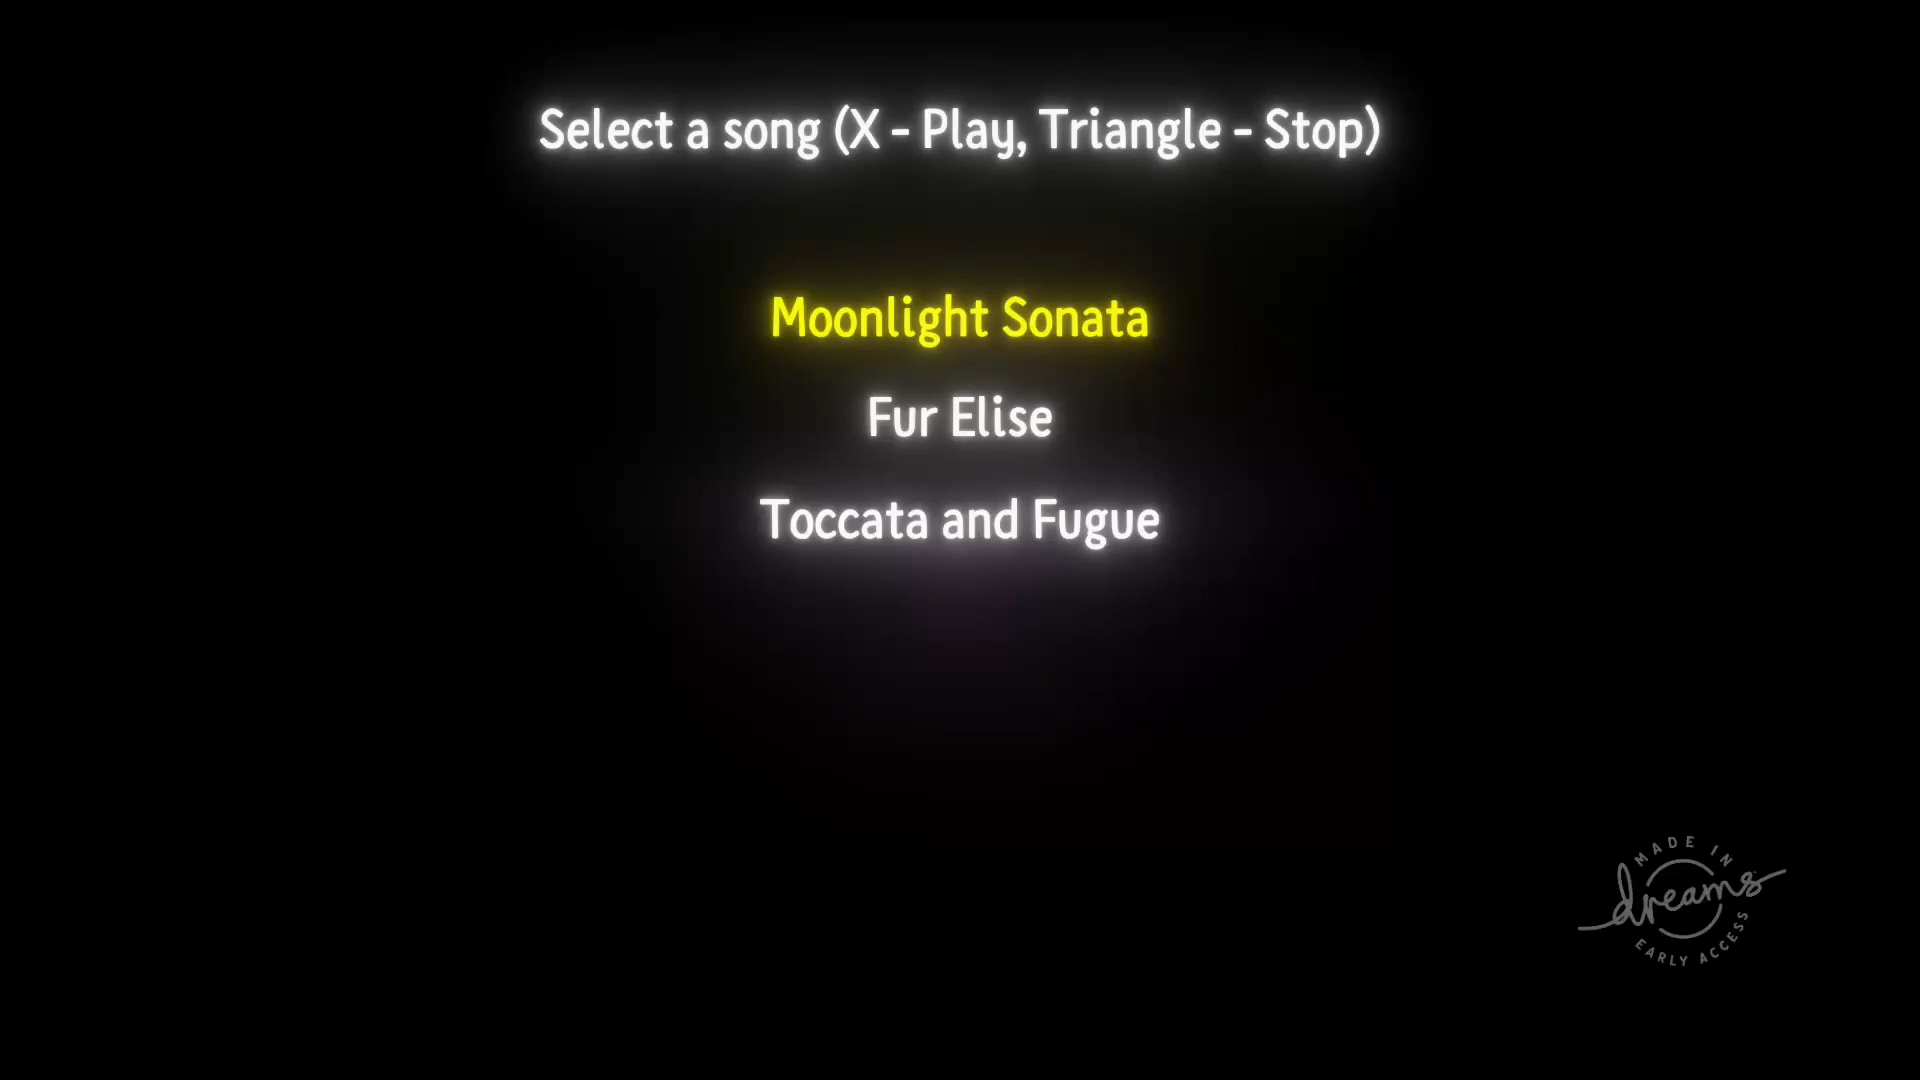 Select a song (X - Play, Triangle - Stop)
Moonlight Sonata
Fur Elise
Toccata and Fugue
MADE IN
dreams
EARLY ACCESS